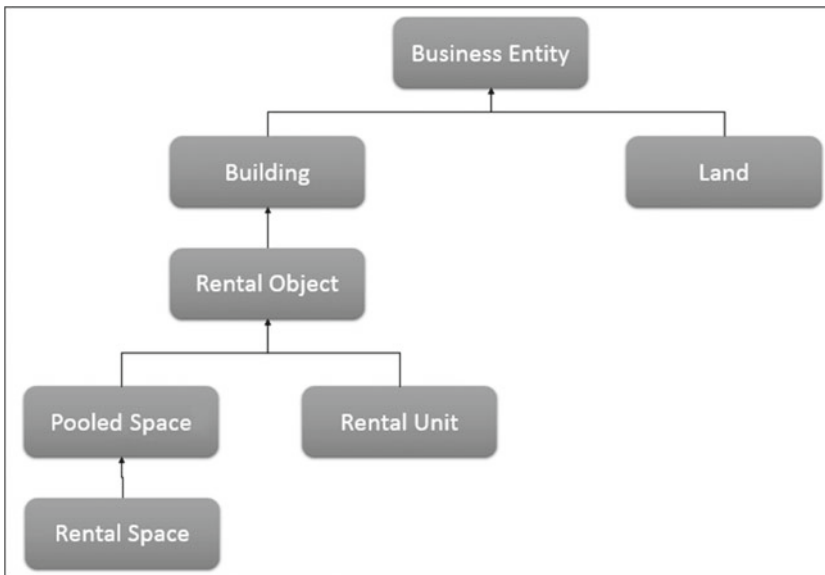 Business Entity
Building
Land
Rental Object
Pooled Space
Rental Unit
Rental Space